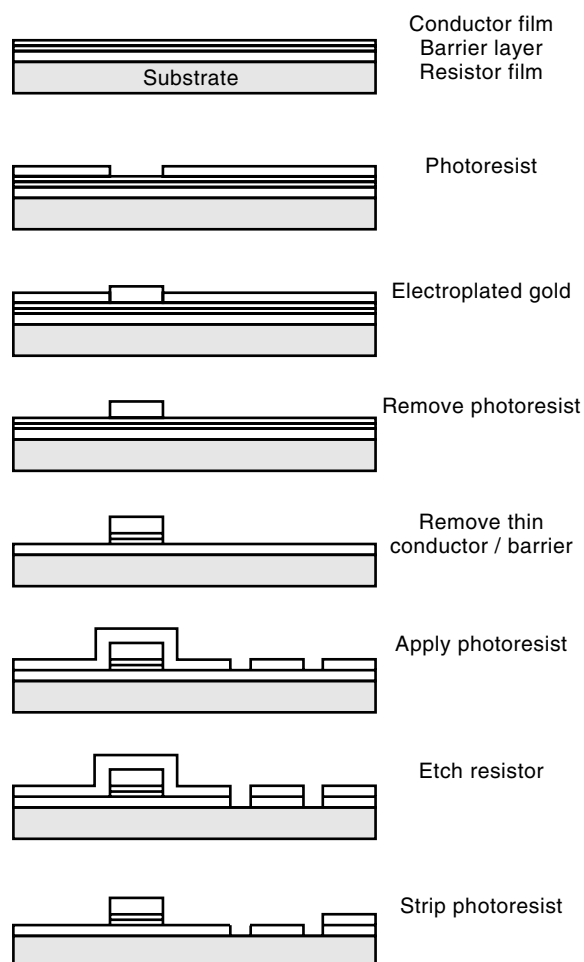 Conductor film
Barrier layer
Resistor film
Substrate
Photoresist
Electroplated gold
Remove photoresist
Remove thin
conductor / barrier
Apply photoresist
Etch resistor
Strip photoresist